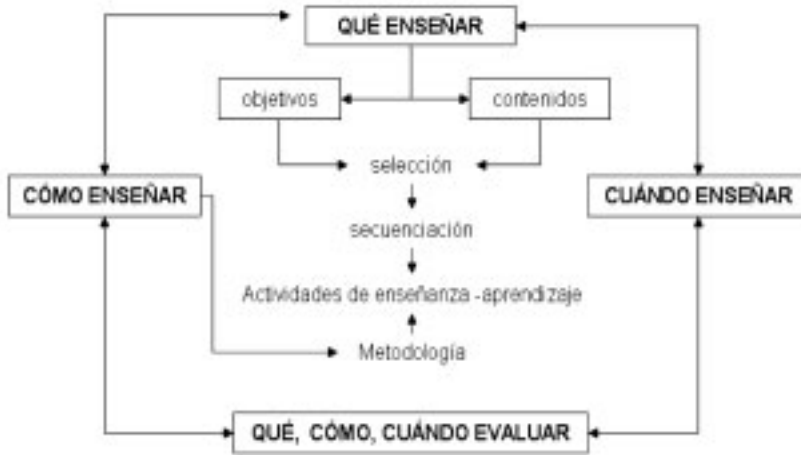 QUÉ ENSEÑAR
objetivos
contenidos
selección
CÓMO ENSEÑAR
CUÁNDO ENSEÑAR
secuenciación
Actividades de enseñanza -aprendizaje
Metodología
QUÉ, CÓMO, CUÁNDO EVALUAR